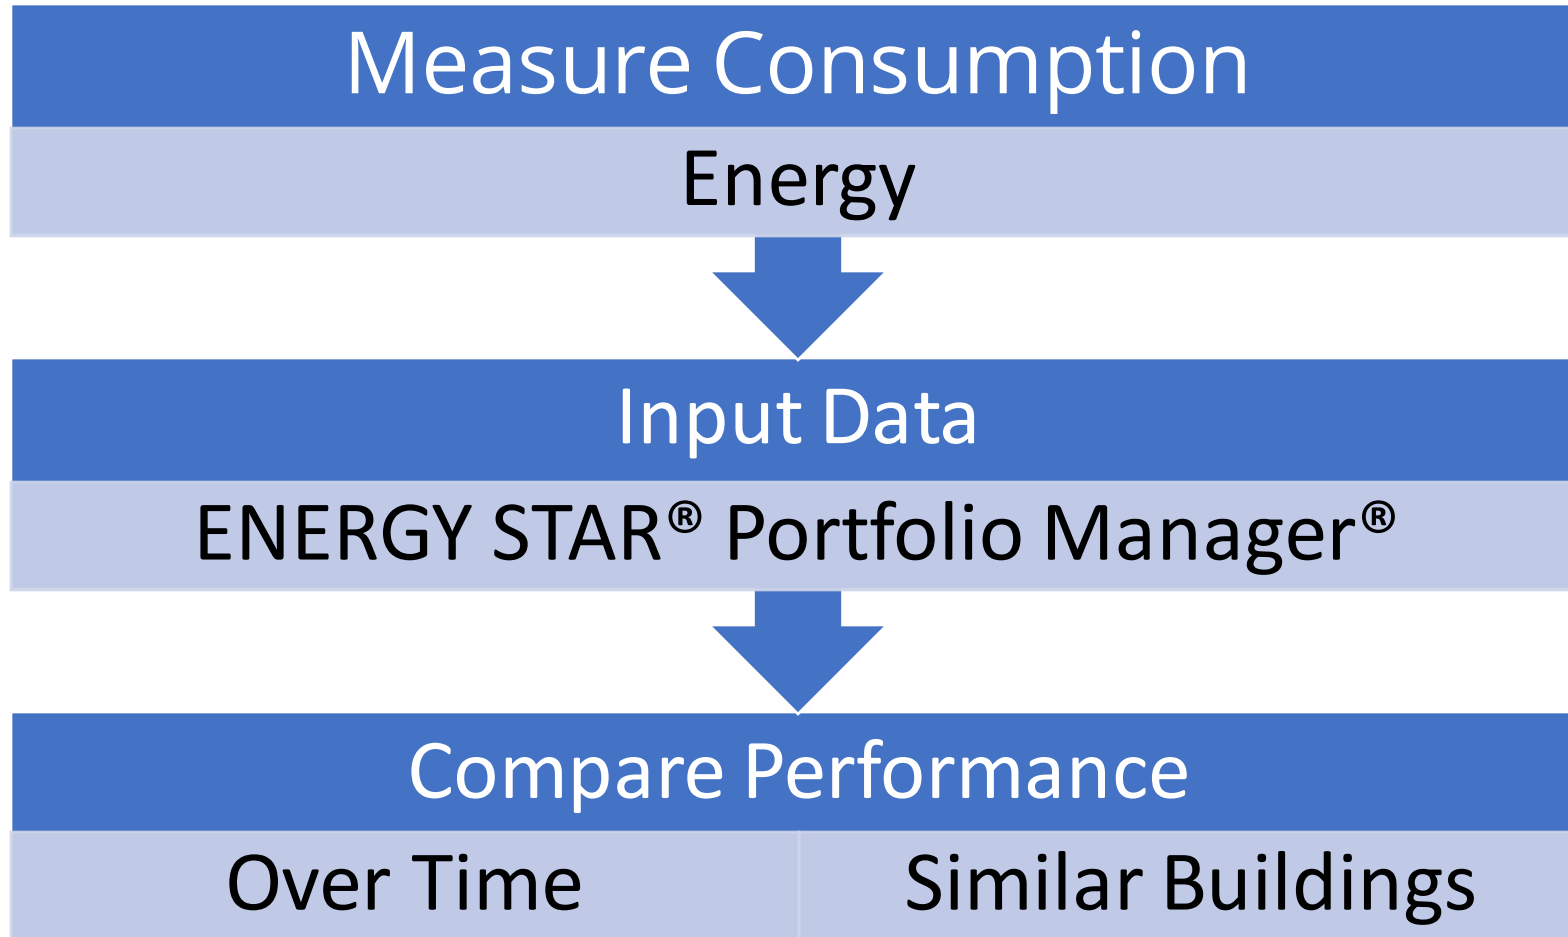 Measure Consumption
Energy
Input Data
ENERGY STAR® Portfolio Manager®
Compare Performance
Over Time
Similar Buildings